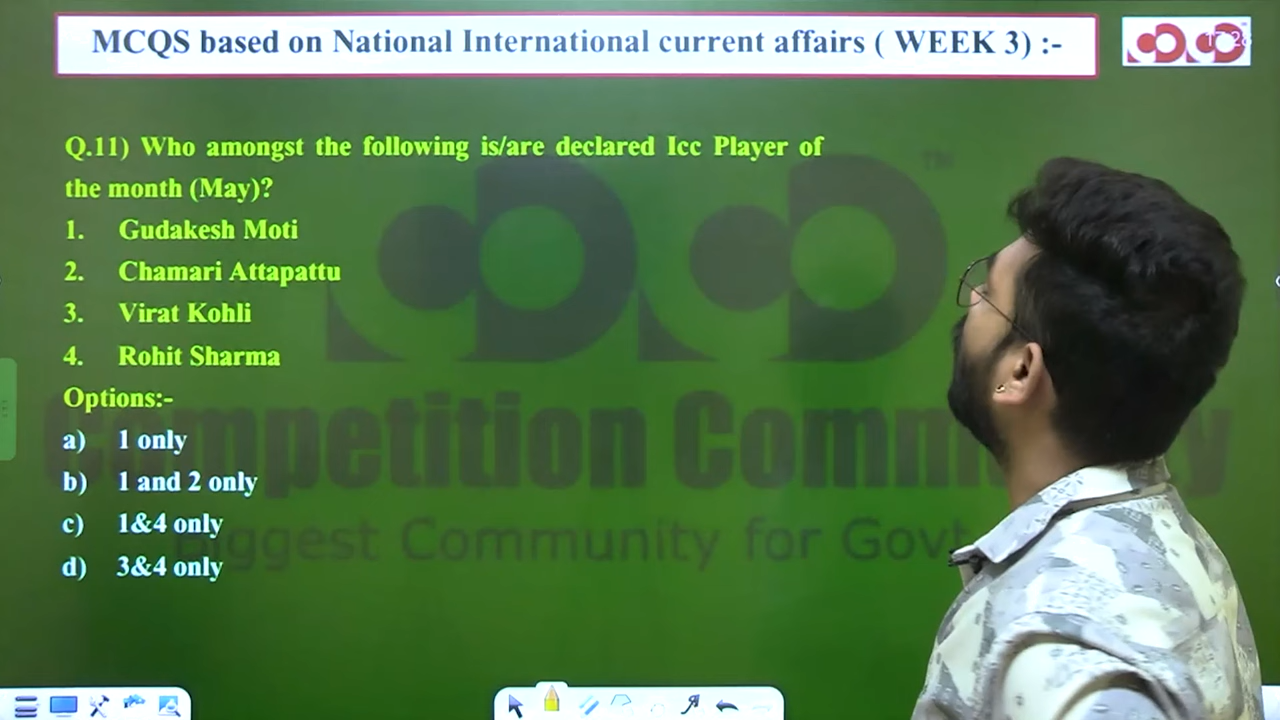 MCQS based on National International current affairs ( WEEK 3) :-
Q.11) Who amongst the following is/are declared Icc Player of
the month (May)?
1. Gudakesh Moti
2. Chamari Attapattu
3. Virat Kohli
4. Rohit Sharma
Options:-
a) 1 only
b) 1 and 2 only
c) 1&4 only
d) 3&4 only
TM
Competition Community
Biggest Community for Govt